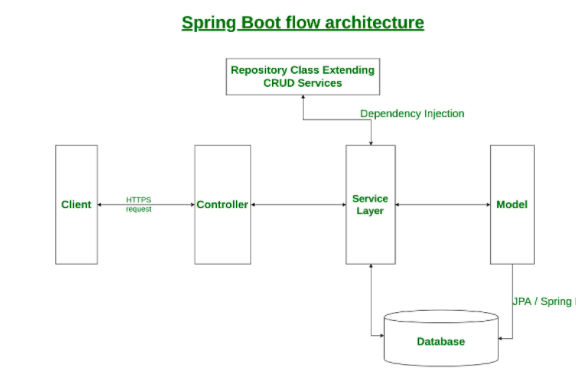 Spring Boot flow architecture
Repository Class Extending
CRUD Services
Dependency Injection
Client
HTTPS
request
Controller
Service
Layer
Model
JPA / Spring
Database